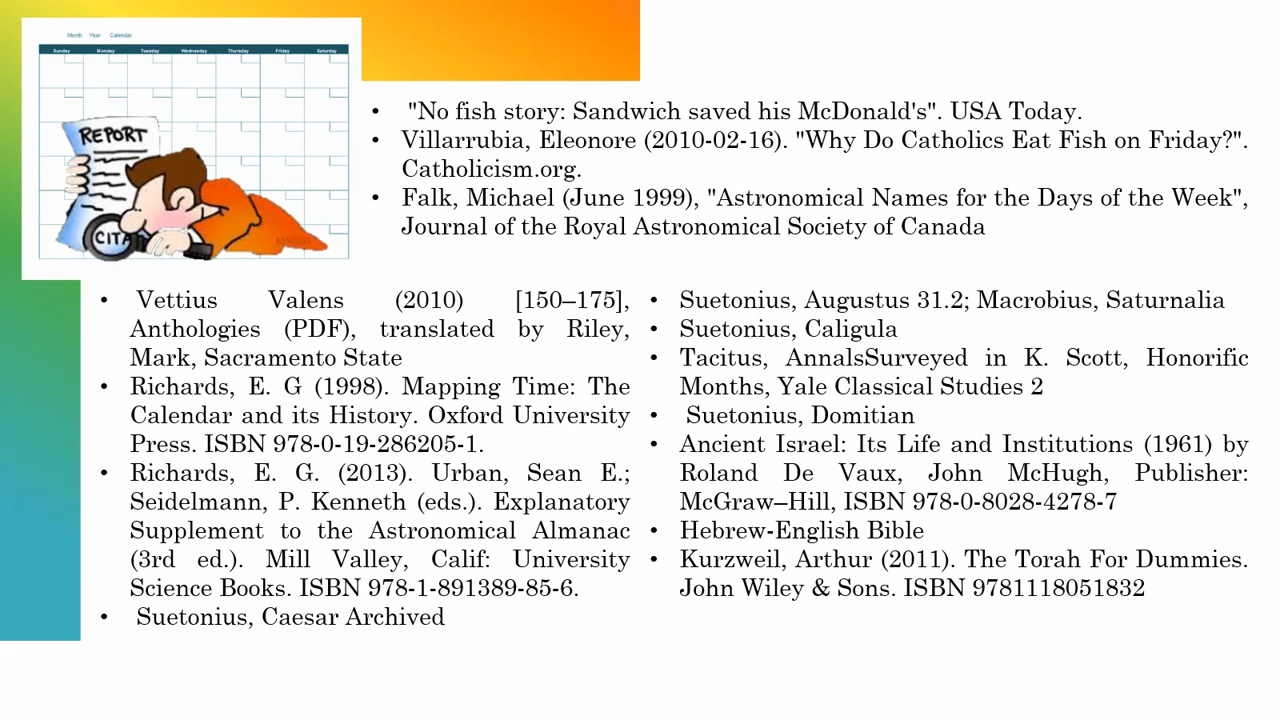 Month Year Calendar
Sunday Monday Tuesday Wednesday Thursday Friday Saturday
REPORT
CITA
• "No fish story: Sandwich saved his McDonald's". USA Today.
• Villarrubia, Eleonore (2010-02-16). "Why Do Catholics Eat Fish on Friday?".
Catholicism.org.
• Falk, Michael (June 1999), "Astronomical Names for the Days of the Week",
Journal of the Royal Astronomical Society of Canada
• Vettius Valens (2010) [150–175],
Anthologies (PDF), translated by Riley,
Mark, Sacramento State
• Richards, E. G (1998). Mapping Time: The
Calendar and its History. Oxford University
Press. ISBN 978-0-19-286205-1.
• Richards, E. G. (2013). Urban, Sean E.;
Seidelmann, P. Kenneth (eds.). Explanatory
Supplement to the Astronomical Almanac
(3rd ed.). Mill Valley, Calif: University
Science Books. ISBN 978-1-891389-85-6.
• Suetonius, Caesar Archived
• Suetonius, Augustus 31.2; Macrobius, Saturnalia
• Suetonius, Caligula
• Tacitus, AnnalsSurveyed in K. Scott, Honorific
Months, Yale Classical Studies 2
• Suetonius, Domitian
• Ancient Israel: Its Life and Institutions (1961) by
Roland De Vaux, John McHugh, Publisher:
McGraw–Hill, ISBN 978-0-8028-4278-7
• Hebrew-English Bible
• Kurzweil, Arthur (2011). The Torah For Dummies.
John Wiley & Sons. ISBN 9781118051832